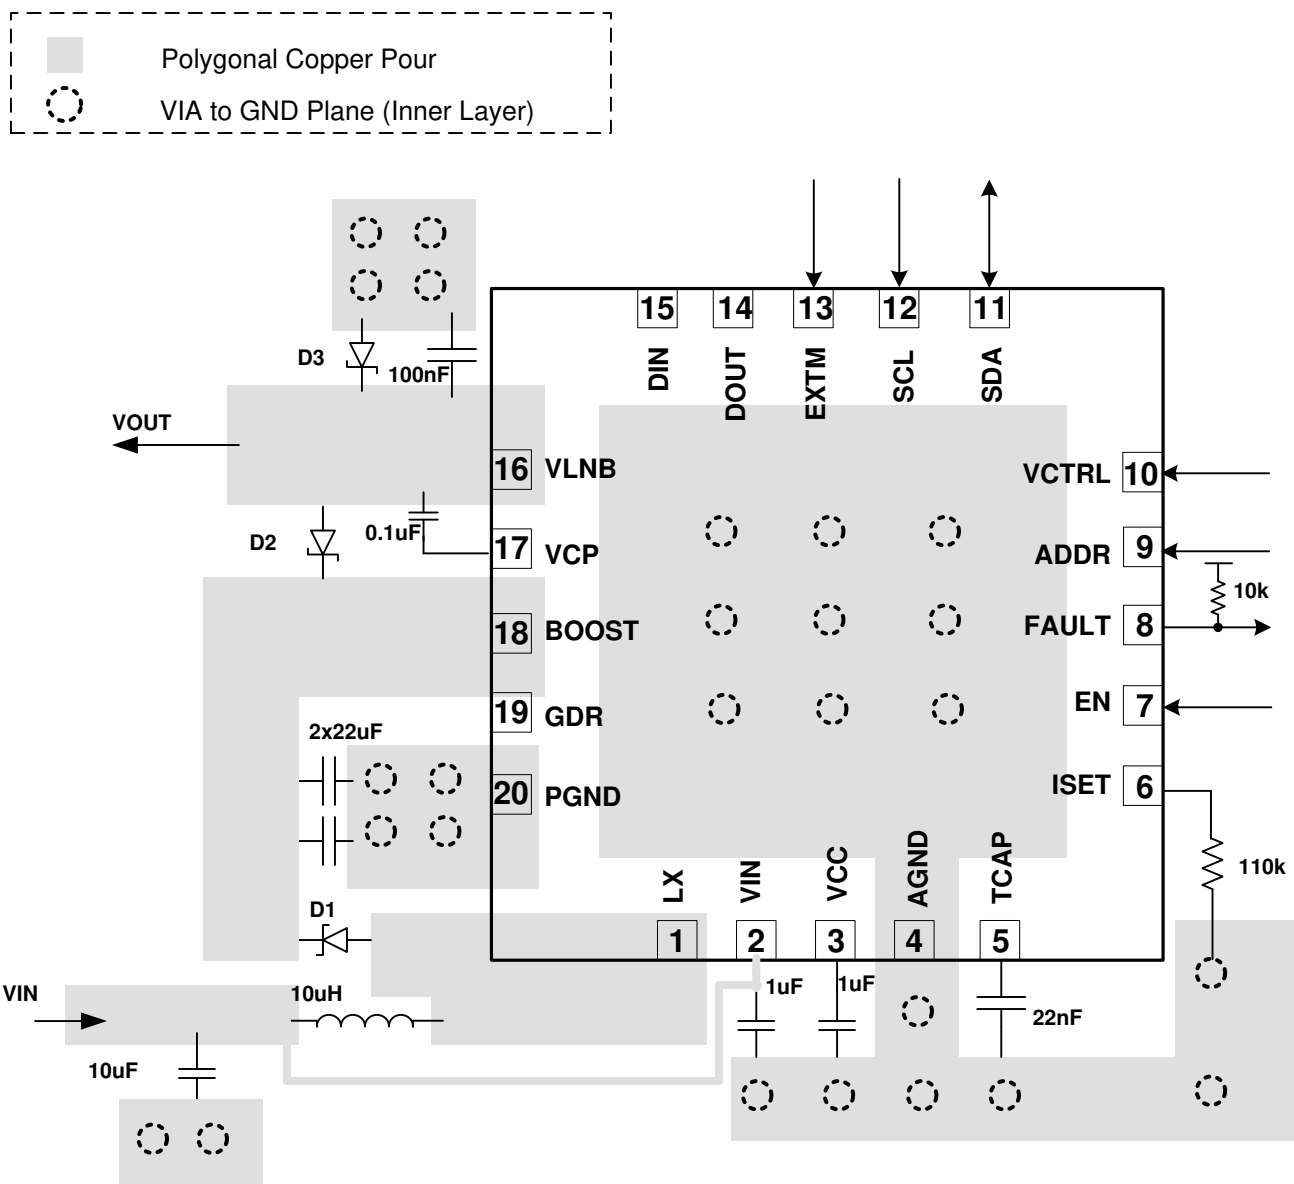 Polygonal Copper Pour
VIA to GND Plane (Inner Layer)
15 14 13 12 11
DIN DOUT EXTM SCL SDA
D3
100nF
VOUT
16 VLNB
VCTRL 10
D2
0.1uF
17 VCP
ADDR 9
10k
18 BOOST
FAULT 8
19 GDR
EN 7
2x22uF
20 PGND
ISET 6
110k
LX VIN VCC AGND TCAP
D1
1 2 3 4 5
VIN
10uH
1uF
1uF
22nF
10uF